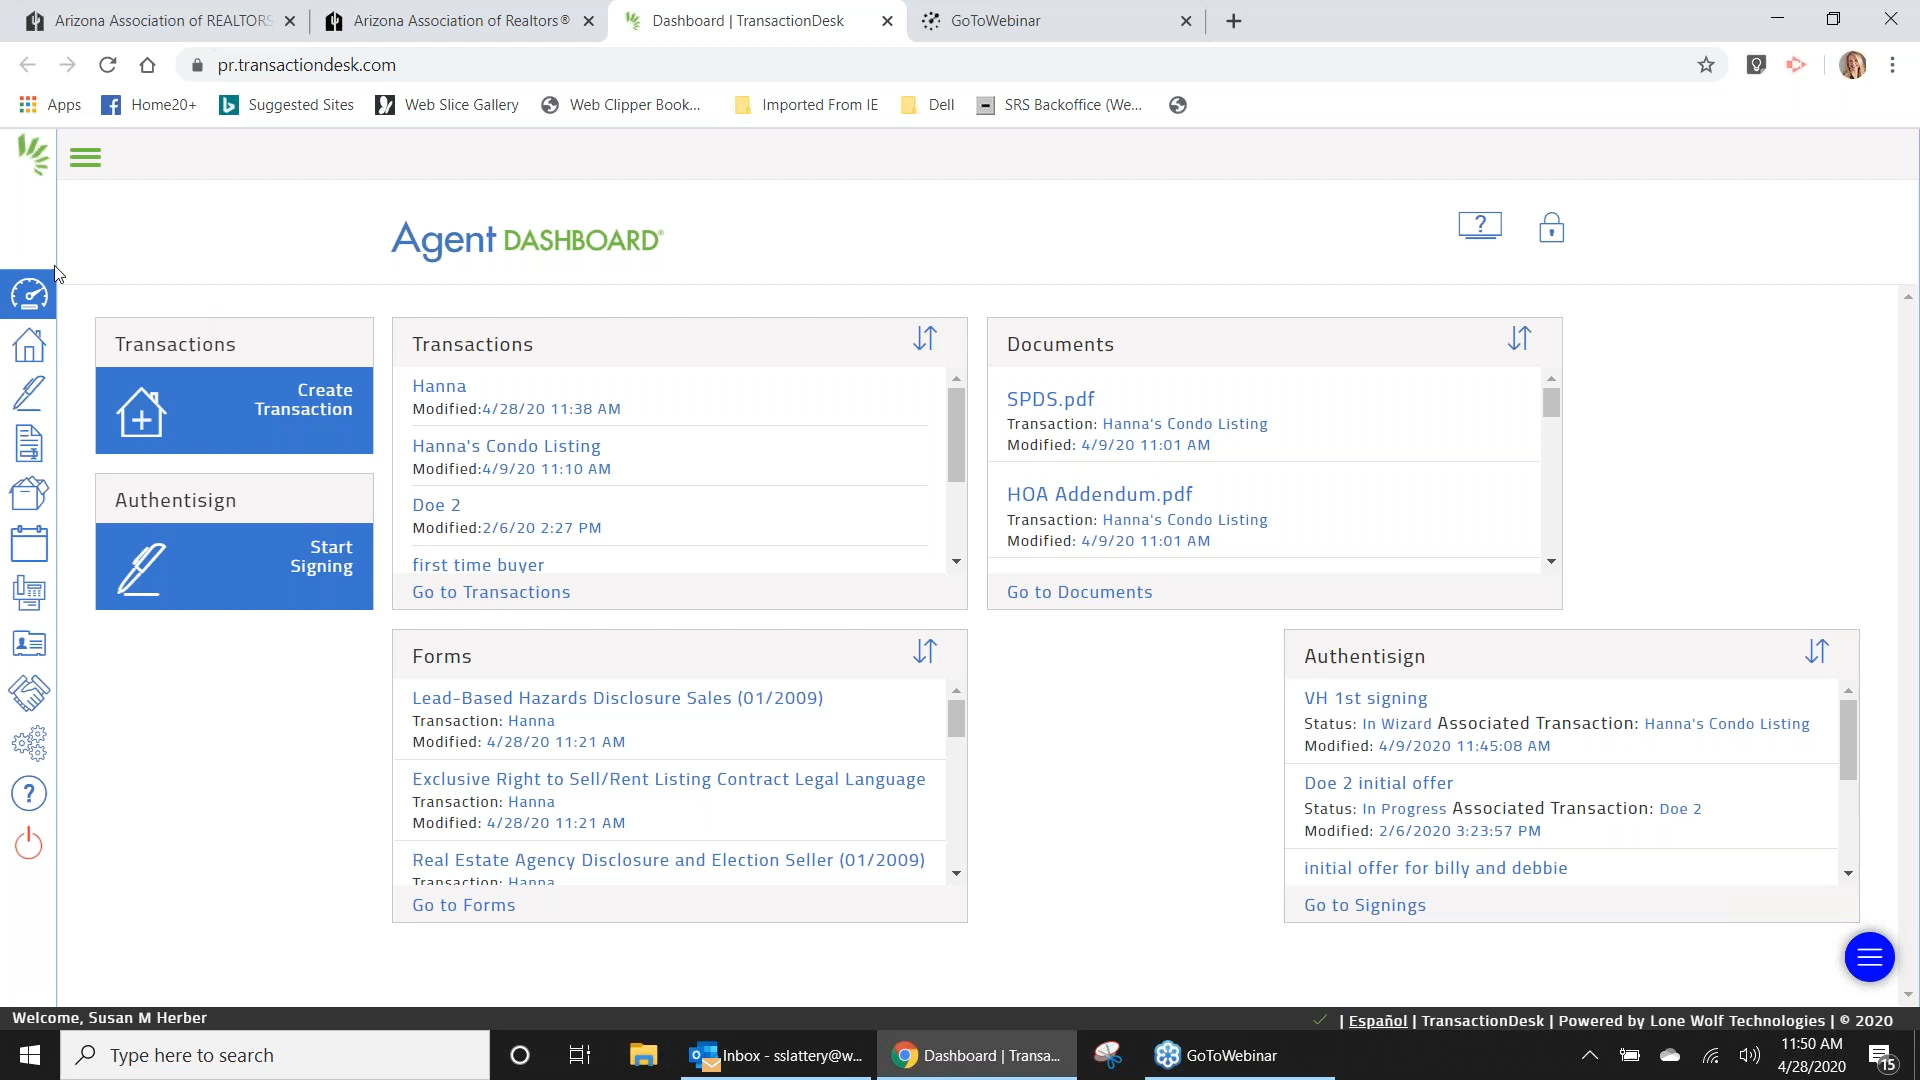 Arizona Association of REALTORS
Arizona Association of Realtors®
Dashboard | TransactionDesk
GoToWebinar
pr.transactiondesk.com
Apps
Home20+
Suggested Sites
Web Slice Gallery
Web Clipper Book...
Imported From IE
Dell
SRS Backoffice (We...
Agent DASHBOARD®
?
Transactions
Create
Transaction
Authentisign
Start
Signing
Transactions
Hanna
Modified:4/28/20 11:38 AM
Hanna's Condo Listing
Modified:4/9/20 11:10 AM
Doe 2
Modified:2/6/20 2:27 PM
first time buyer
Go to Transactions
Documents
SPDS.pdf
Transaction: Hanna's Condo Listing
Modified: 4/9/20 11:01 AM
HOA Addendum.pdf
Transaction: Hanna's Condo Listing
Modified: 4/9/20 11:01 AM
Go to Documents
Forms
Lead-Based Hazards Disclosure Sales (01/2009)
Transaction: Hanna
Modified: 4/28/20 11:21 AM
Exclusive Right to Sell/Rent Listing Contract Legal Language
Transaction: Hanna
Modified: 4/28/20 11:21 AM
Real Estate Agency Disclosure and Election Seller (01/2009)
Transaction: Hanna
Go to Forms
Authentisign
VH 1st signing
Status: In Wizard Associated Transaction: Hanna's Condo Listing
Modified: 4/9/2020 11:45:08 AM
Doe 2 initial offer
Status: In Progress Associated Transaction: Doe 2
Modified: 2/6/2020 3:23:57 PM
initial offer for billy and debbie
Go to Signings
?
Welcome, Susan M Herber
| Español | TransactionDesk | Powered by Lone Wolf Technologies | © 2020
Type here to search
Inbox - sslattery@w...
Dashboard | Transa...
GoToWebinar
11:50 AM
4/28/2020
15